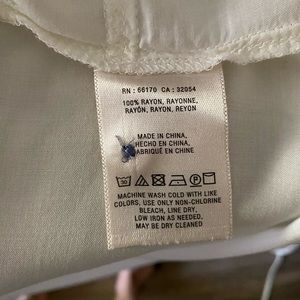 RN : 66170 CA : 32054
100% RAYON, RAYONNE,
RAYÓN, RAYON, REYON
MADE IN CHINA,
HECHO EN CHINA,
FABRIQUÉ EN CHINE
MACHINE WASH COLD WITH LIKE
COLORS, USE ONLY NON-CHLORINE
BLEACH, LINE DRY,
LOW IRON AS NEEDED,
MAY BE DRY CLEANED